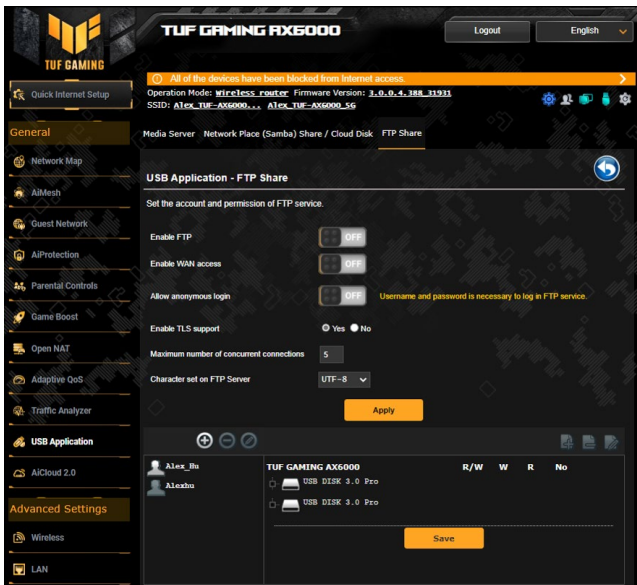 TUF GAMING AX6000
Logout
English
TUF GAMING
Quick Internet Setup
All of the devices have been blocked from Internet access.
Operation Mode: Wireless router Firmware Version: 3.0.0.4.388_31931
SSID: Alex_TUF-AX6000... Alex_TUF-AX6000_5G
General
Network Map
AiMesh
Guest Network
AiProtection
Parental Controls
Game Boost
Open NAT
Adaptive QoS
Traffic Analyzer
USB Application
AiCloud 2.0
Advanced Settings
Wireless
LAN
Media Server Network Place (Samba) Share / Cloud Disk FTP Share
USB Application - FTP Share
Set the account and permission of FTP service.
Enable FTP OFF
Enable WAN access OFF
Allow anonymous login OFF Username and password is necessary to log in FTP service.
Enable TLS support Yes No
Maximum number of concurrent connections 5
Character set on FTP Server UTF-8
Apply
Alex_Hu
Alexhu
TUF GAMING AX6000 R/W W R No
USB DISK 3.0 Pro
USB DISK 3.0 Pro
Save